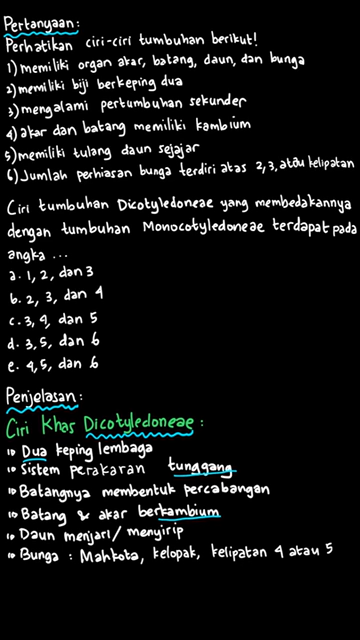 Pertanyaan:
Perhatikan ciri-ciri tumbuhan berikut!
1) memiliki organ akar, batang, daun, dan bunga
2) memiliki biji berkeping dua
3) mengalami pertumbuhan sekunder
4) akar dan batang memiliki kambium
5) memiliki tulang daun sejajar
6) Jumlah perhiasan bunga terdiri atas 2, 3, atau kelipatan
Ciri tumbuhan Dicotyledoneae yang membedakannya
dengan tumbuhan Monocotyledoneae terdapat pada
angka ...
a. 1, 2, dan 3
b. 2, 3, dan 4
c. 3, 4, dan 5
d. 3, 5, dan 6
e. 4, 5, dan 6
Penjelasan:
Ciri Khas Dicotyledoneae:
Dua keping lembaga
Sistem perakaran tunggang
Batangnya membentuk percabangan
Batang & akar berkambium
Daun menjari/menyirip
Bunga: Mahkota, kelopak, kelipatan 4 atau 5